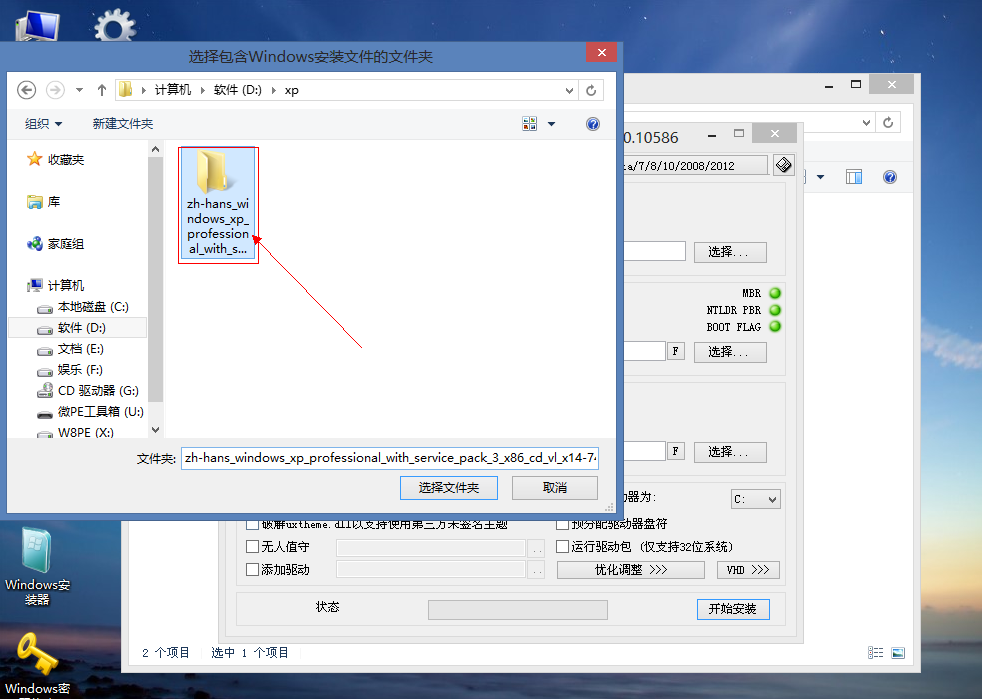 选择包含Windows安装文件的文件夹
计算机 软件 (D:) xp
组织 新建文件夹
收藏夹
库
家庭组
计算机
本地磁盘 (C:)
软件 (D:)
文档 (E:)
娱乐 (F:)
CD 驱动器 (G:)
微PE工具箱 (U:)
W8PE (X:)
zh-hans_wi
ndows_xp_
profession
al_with_s...
文件夹:
zh-hans_windows_xp_professional_with_service_pack_3_x86_cd_vl_x14-74
选择文件夹 取消
0.10586
ta/7/8/10/2008/2012
选择...
MBR
NTLDR PBR
BOOT FLAG
F 选择...
F 选择...
动器为: C:
破解uxtheme.dll以支持使用第三方未签名主题
预分配驱动器盘符
无人值守 ..
运行驱动包 (仅支持32位系统)
添加驱动 ..
优化调整 >>> VHD >>>
状态
开始安装
2 个项目 选中 1 个项目
Windows安
装器
Windows密